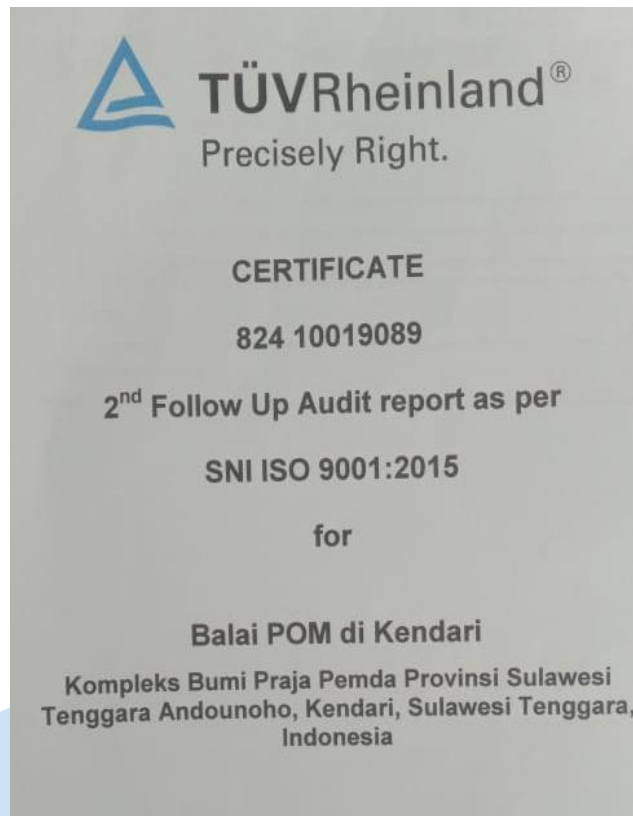 TÜVRheinland®
Precisely Right.
CERTIFICATE
824 10019089
2nd Follow Up Audit report as per
SNI ISO 9001:2015
for
Balai POM di Kendari
Kompleks Bumi Praja Pemda Provinsi Sulawesi
Tenggara Andounoho, Kendari, Sulawesi Tenggara,
Indonesia